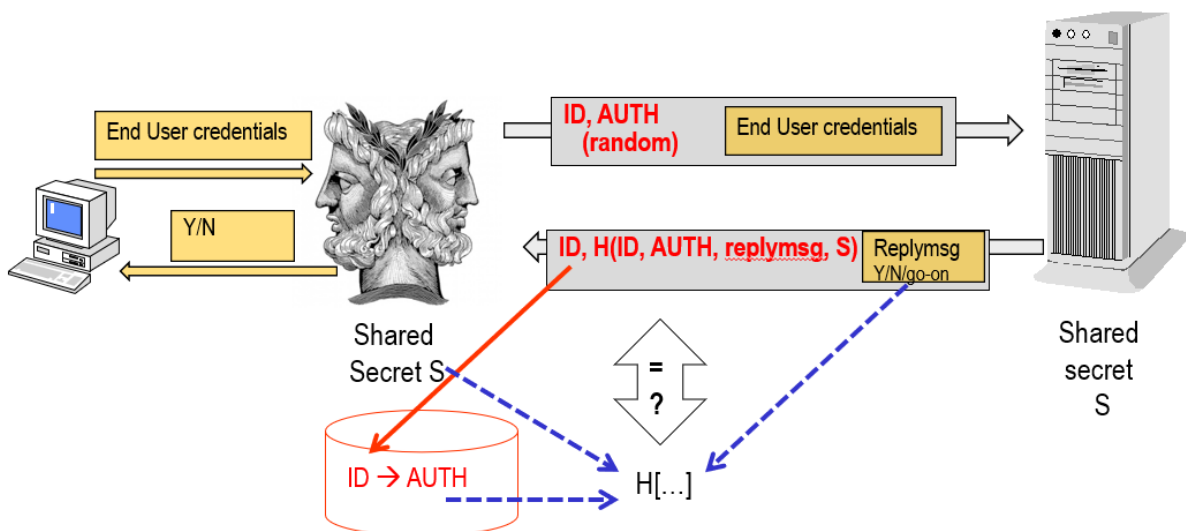 End User credentials
Y/N
ID, AUTH
(random)
End User credentials
ID, H(ID, AUTH, replymsg, S)
Replymsg
Y/N/go-on
Shared
Secret S
=
?
Shared
secret
S
ID → AUTH
H[…]